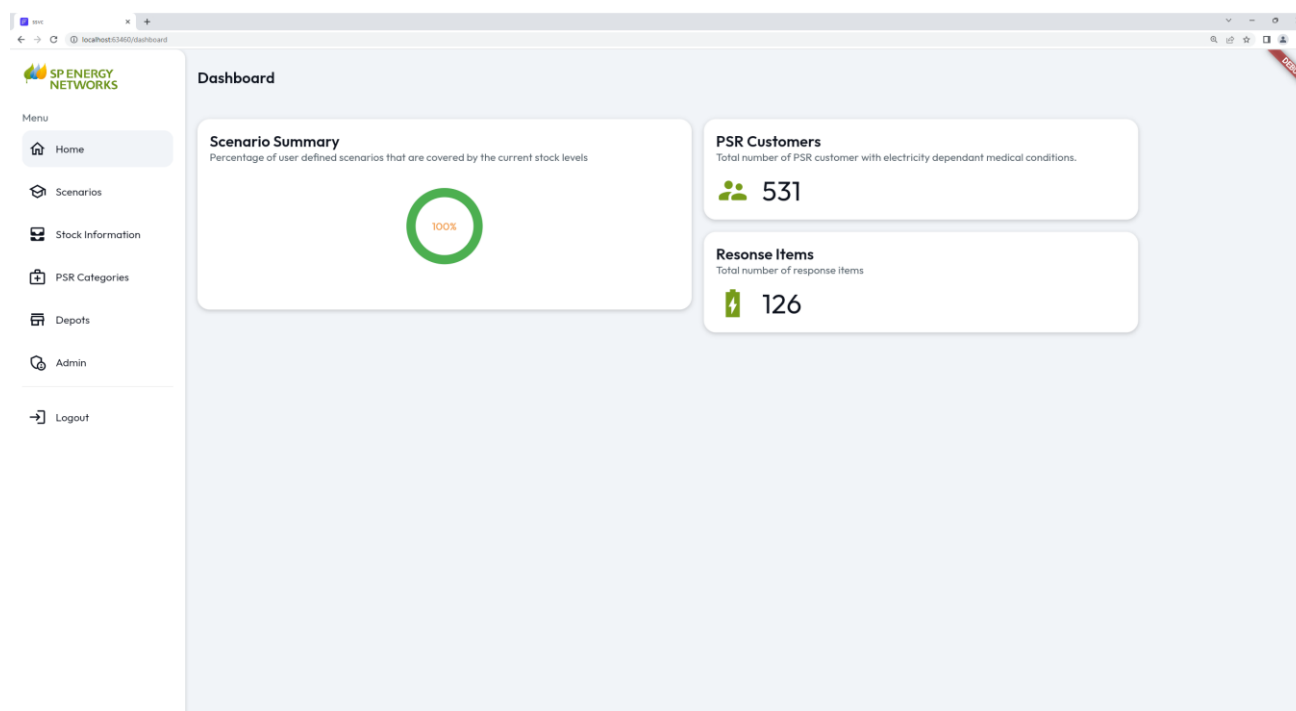 save
localhost:63460/dashboard
SP ENERGY
NETWORKS
Menu
Home
Scenarios
Stock Information
PSR Categories
Depots
Admin
Logout
Dashboard
Scenario Summary
Percentage of user defined scenarios that are covered by the current stock levels
100%
PSR Customers
Total number of PSR customer with electricity dependant medical conditions.
531
Resonse Items
Total number of response items
126